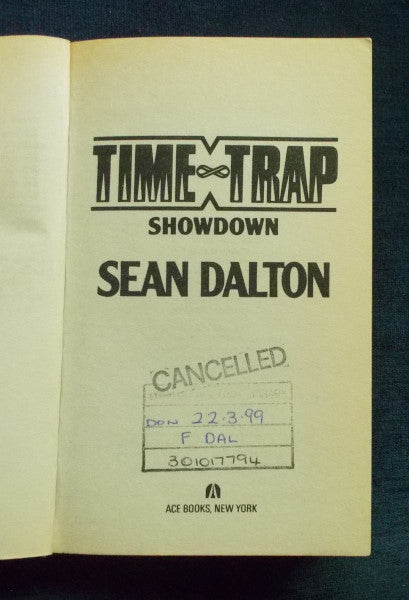 TIME TRAP
SHOWDOWN
SEAN DALTON
CANCELLED
DON 22.3.99
F DAL
301017794
A
ACE BOOKS, NEW YORK